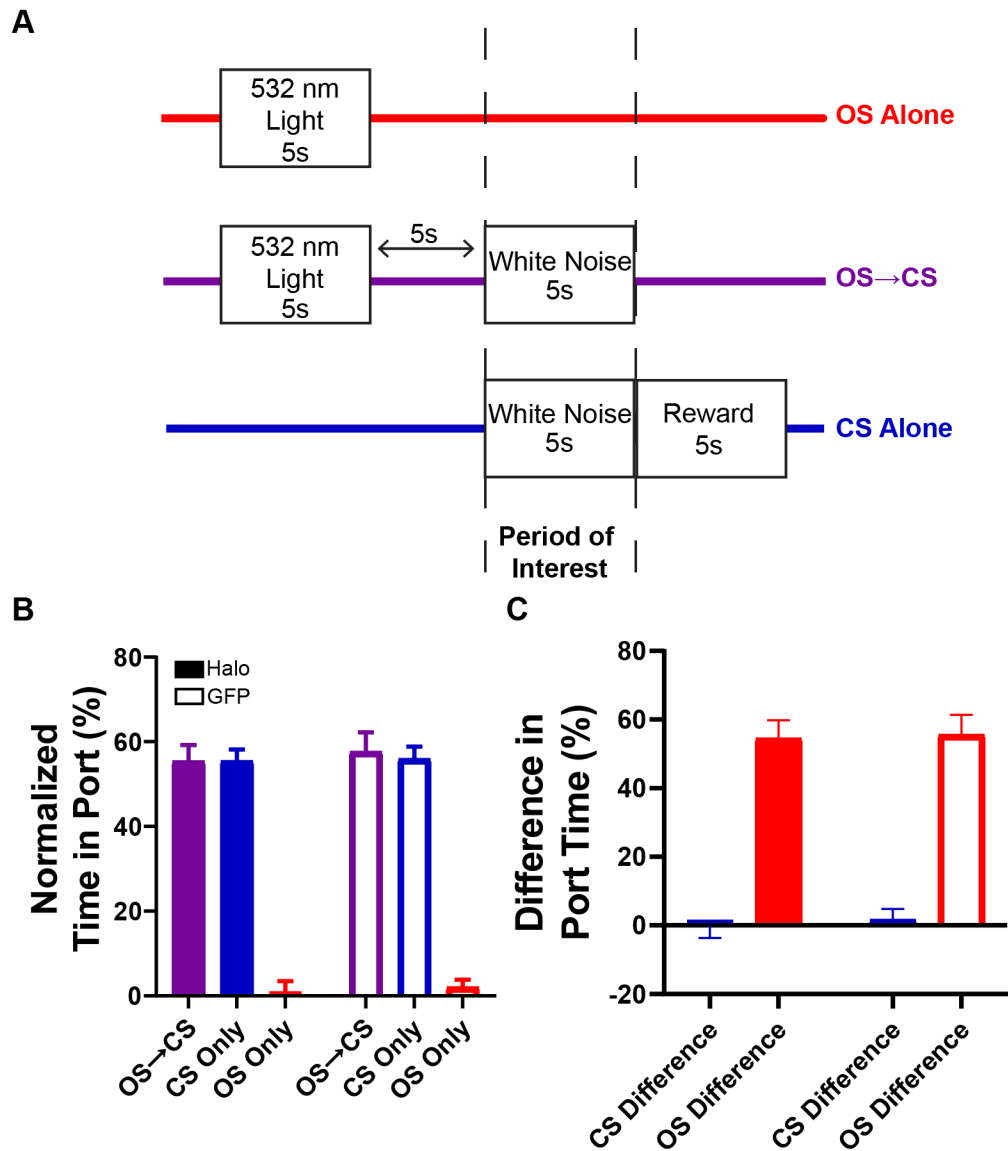 A
532 nm
Light
5s
OS Alone
532 nm
Light
5s
5s
White Noise
5s
OS→CS
White Noise
5s
Reward
5s
CS Alone
Period of
Interest
B
Normalized
Time in Port (%)
80
60
40
20
0
Halo
GFP
OS→CS
CS Only
OS Only
OS→CS
CS Only
OS Only
C
Difference in
Port Time (%)
80
60
40
20
0
-20
CS Difference
OS Difference
CS Difference
OS Difference